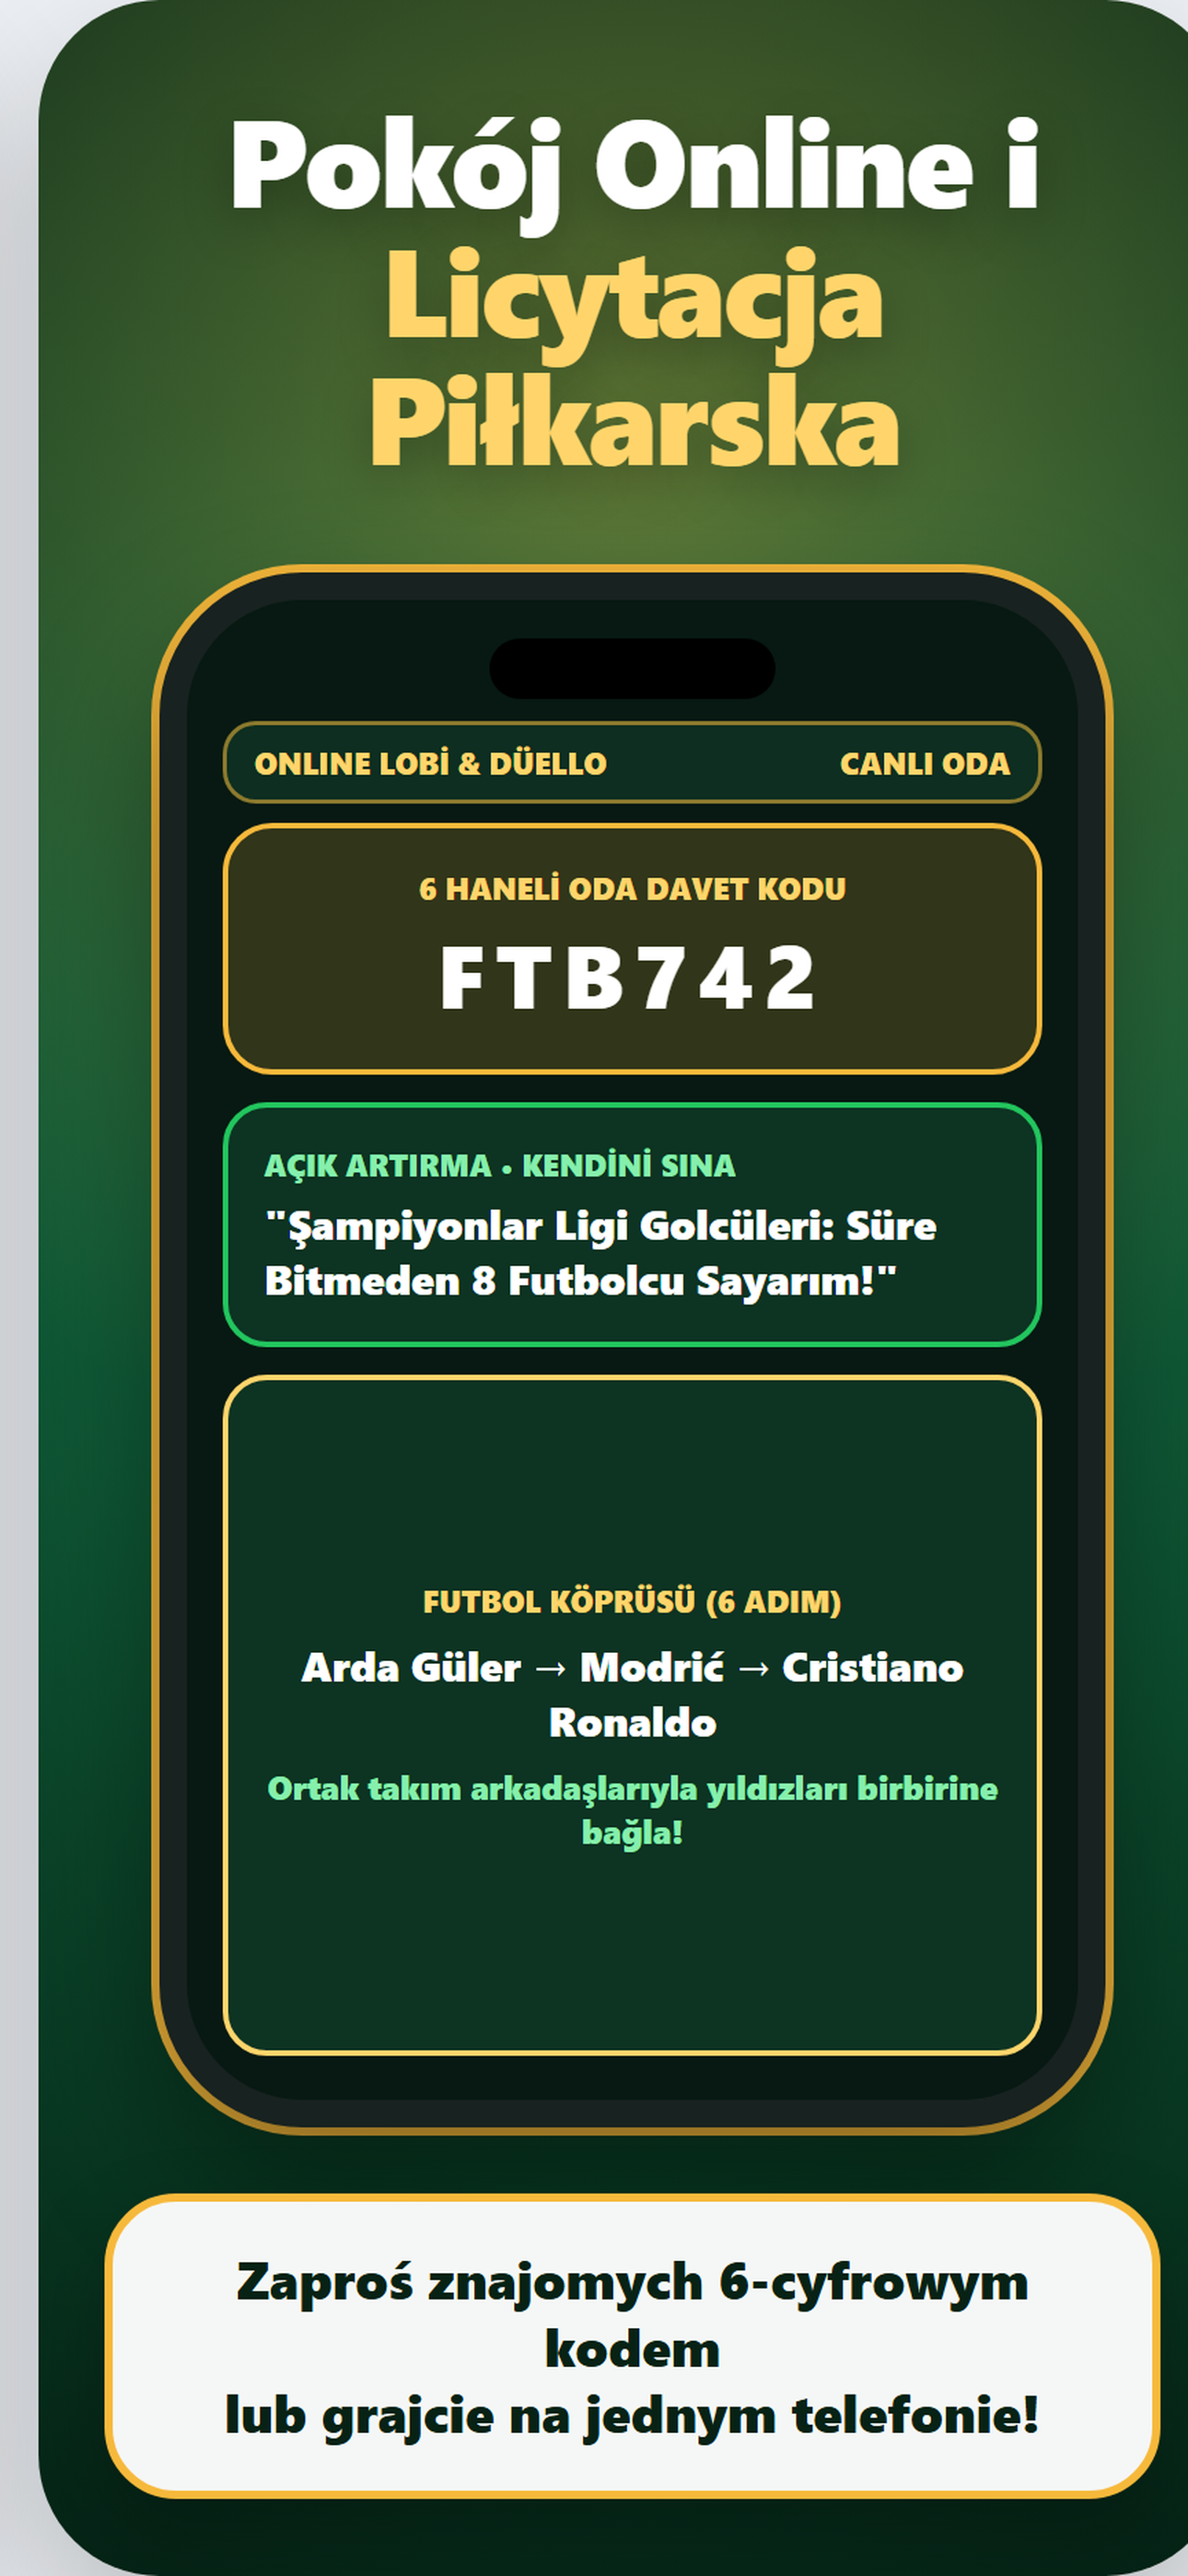 Pokój Online i
Licytacja
Piłkarska
ONLINE LOBİ & DÜELLO
CANLI ODA
6 HANELİ ODA DAVET KODU
FTB742
AÇIK ARTIRMA • KENDİNİ SINA
"Şampiyonlar Ligi Golcüleri: Süre
Bitmeden 8 Futbolcu Sayarım!"
FUTBOL KÖPRÜSÜ (6 ADIM)
Arda Güler → Modrić → Cristiano
Ronaldo
Ortak takım arkadaşlarıyla yıldızları birbirine
bağla!
Zaproś znajomych 6-cyfrowym
kodem
lub grajcie na jednym telefonie!